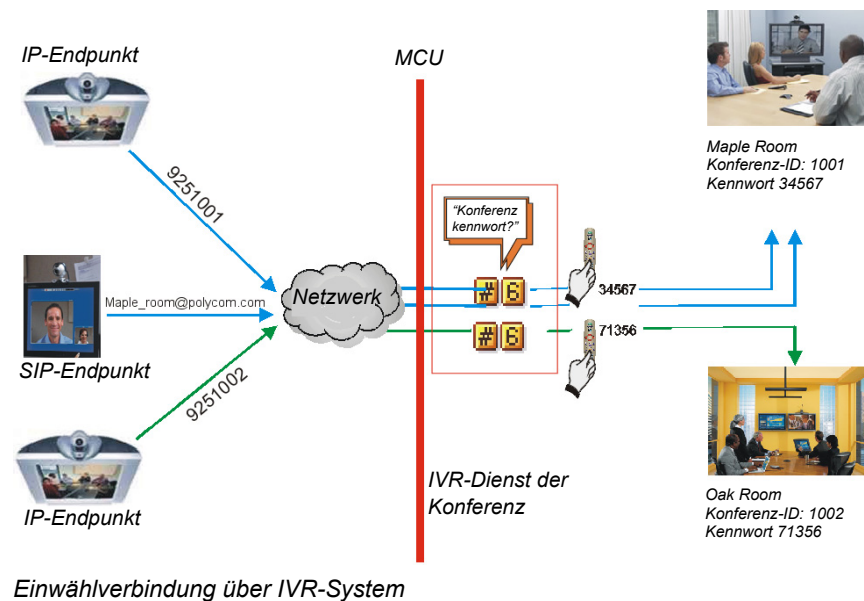 IP-Endpunkt
MCU
9251001
"Konferenz
kennwort?"
Maple Room
Konferenz-ID: 1001
Kennwort 34567
Netzwerk
# 6
34567
Maple_room@polycom.com
# 6
71356
SIP-Endpunkt
9251002
IP-Endpunkt
IVR-Dienst der
Konferenz
Oak Room
Konferenz-ID: 1002
Kennwort 71356
Einwählverbindung über IVR-System